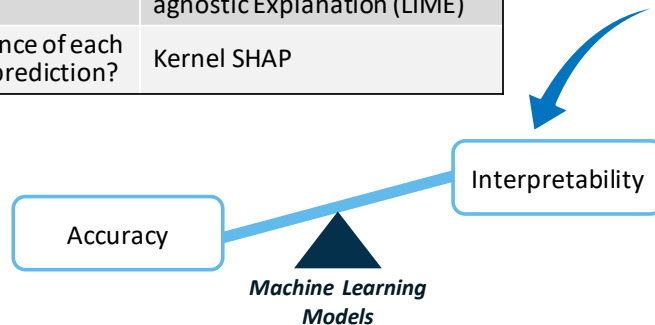 agnostic Explanation (LIME)
nce of each
prediction?
Kernel SHAP
Interpretability
Accuracy
Machine Learning
Models